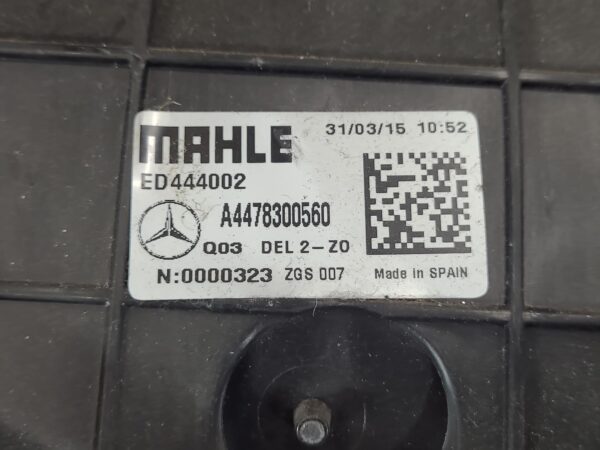 MAHLE
31/03/15 10:52
ED444002
A4478300560
Q03 DEL 2-ZO
N:0000323 ZGS 007
Made in SPAIN